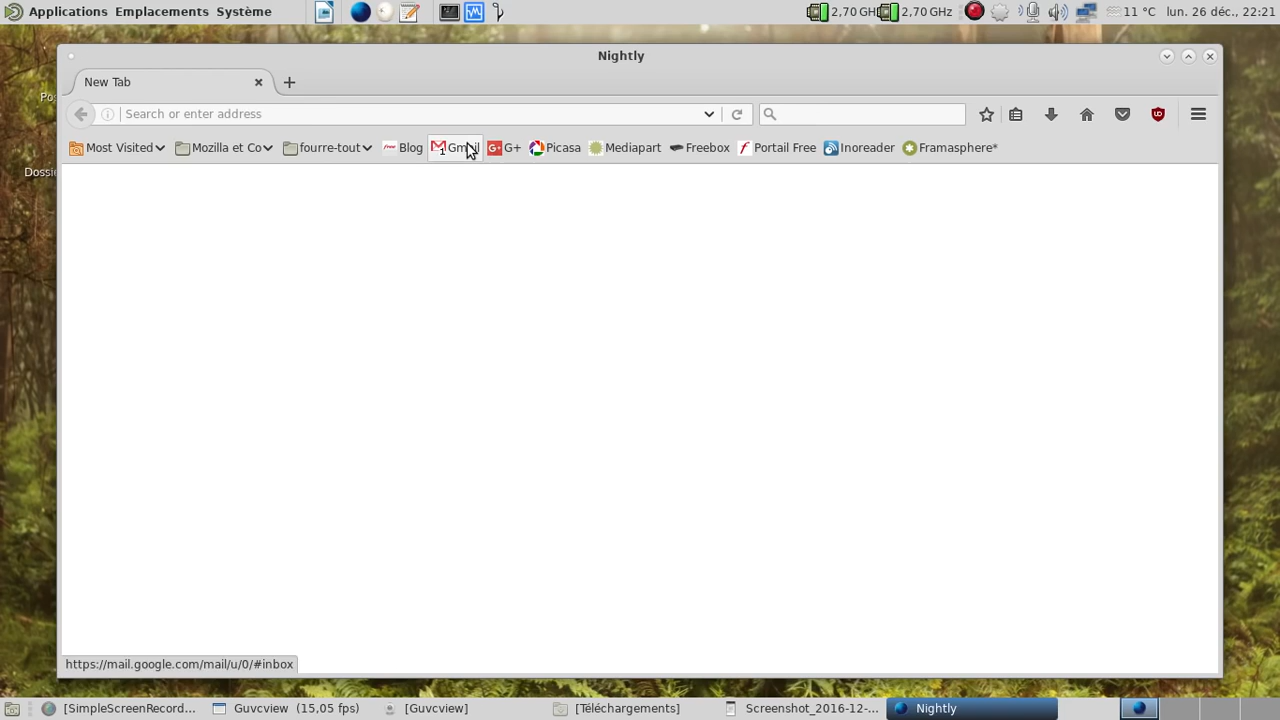 Applications Emplacements Système 2,70 GH 2,70 GHz 11 °C lun. 26 déc., 22:21
Nightly
New Tab
Search or enter address
Most Visited Mozilla et Co fourre-tout Blog Gmail G+ Picasa Mediapart Freebox Portail Free Inoreader Framasphere*
Dossie
https://mail.google.com/mail/u/0/#inbox
[SimpleScreenRecord... Guvcview (15,05 fps) [Guvcview] [Téléchargements] Screenshot_2016-12-... Nightly